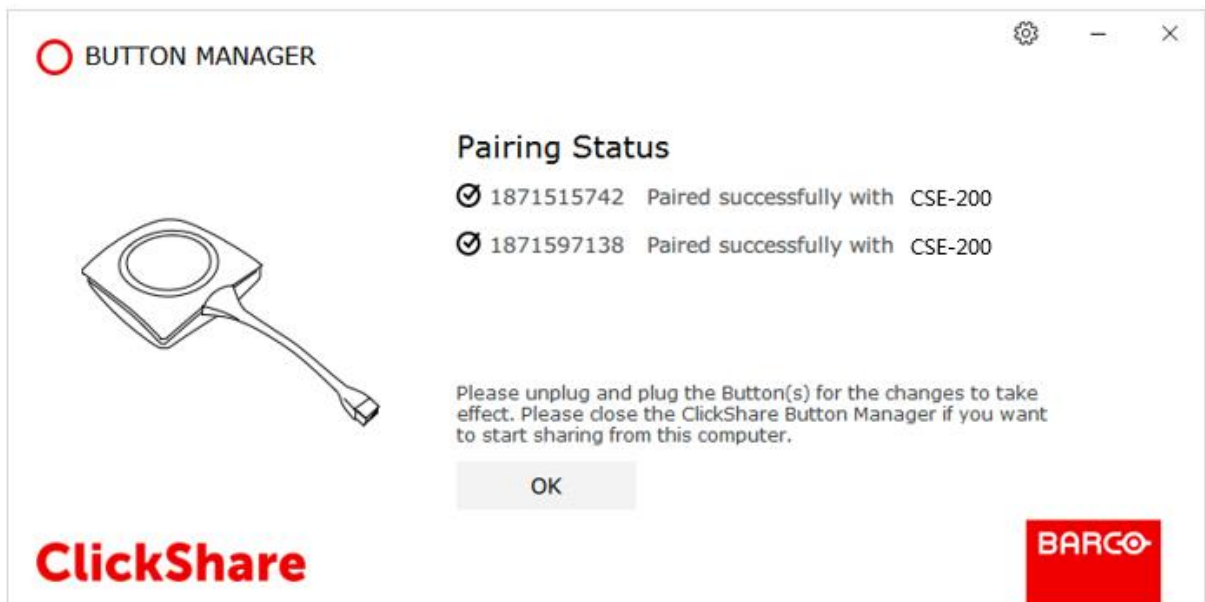 BUTTON MANAGER
Pairing Status
1871515742 Paired successfully with CSE-200
1871597138 Paired successfully with CSE-200
Please unplug and plug the Button(s) for the changes to take
effect. Please close the ClickShare Button Manager if you want
to start sharing from this computer.
OK
ClickShare
BARCO